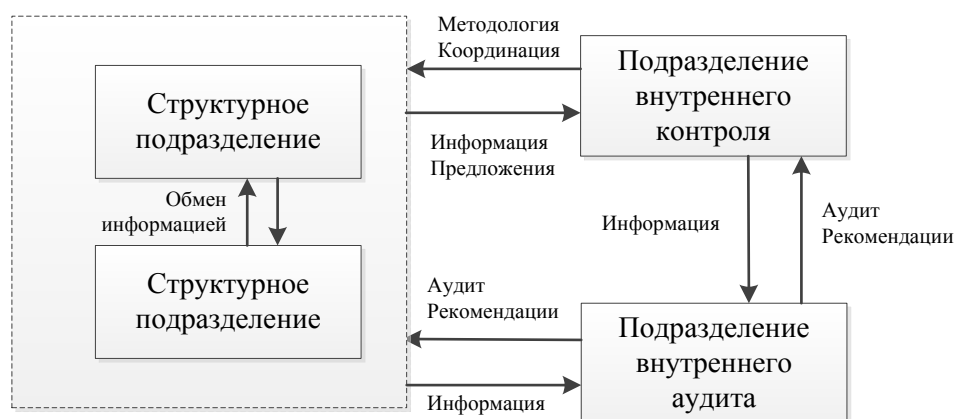 Методология
Координация
Подразделение
внутреннего
контроля
Структурное
подразделение
Информация
Предложения
Обмен
информацией
Информация
Аудит
Рекомендации
Структурное
подразделение
Аудит
Рекомендации
Подразделение
внутреннего
аудита
Информация